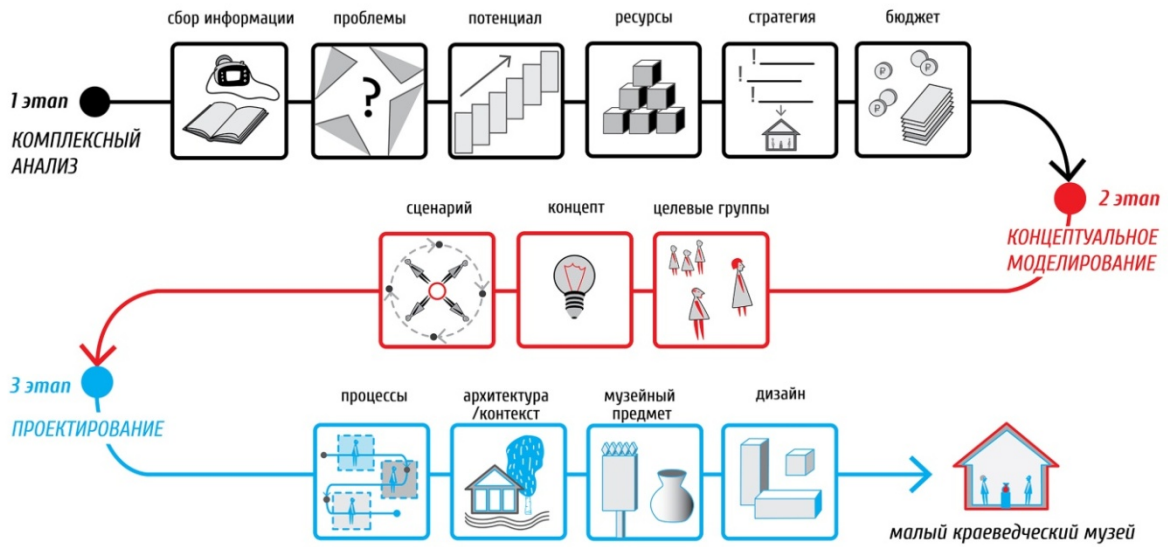 сбор информации
проблемы
потенциал
ресурсы
стратегия
бюджет
1 этап
КОМПЛЕКСНЫЙ
АНАЛИЗ
?
! 
!
!
₽
₽
₽
₽
2 этап
КОНЦЕПТУАЛЬНОЕ
МОДЕЛИРОВАНИЕ
целевые группы
концепт
сценарий
3 этап
ПРОЕКТИРОВАНИЕ
процессы
архитектура
/контекст
музейный
предмет
дизайн
малый краеведческий музей